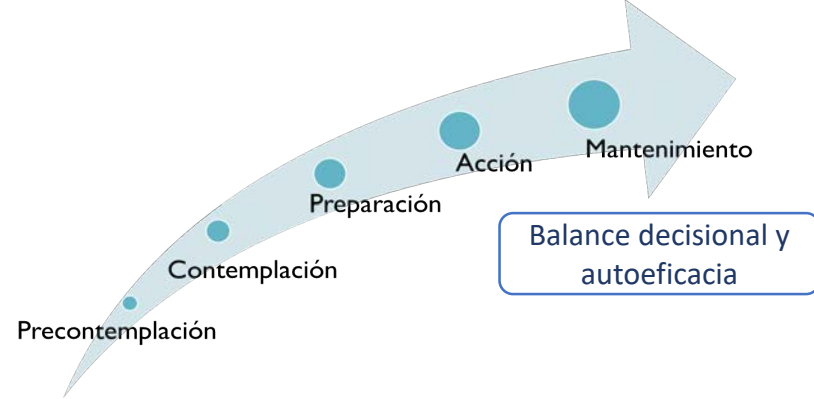 Precontemplación
Contemplación
Preparación
Acción
Mantenimiento
Balance decisional y
autoeficacia